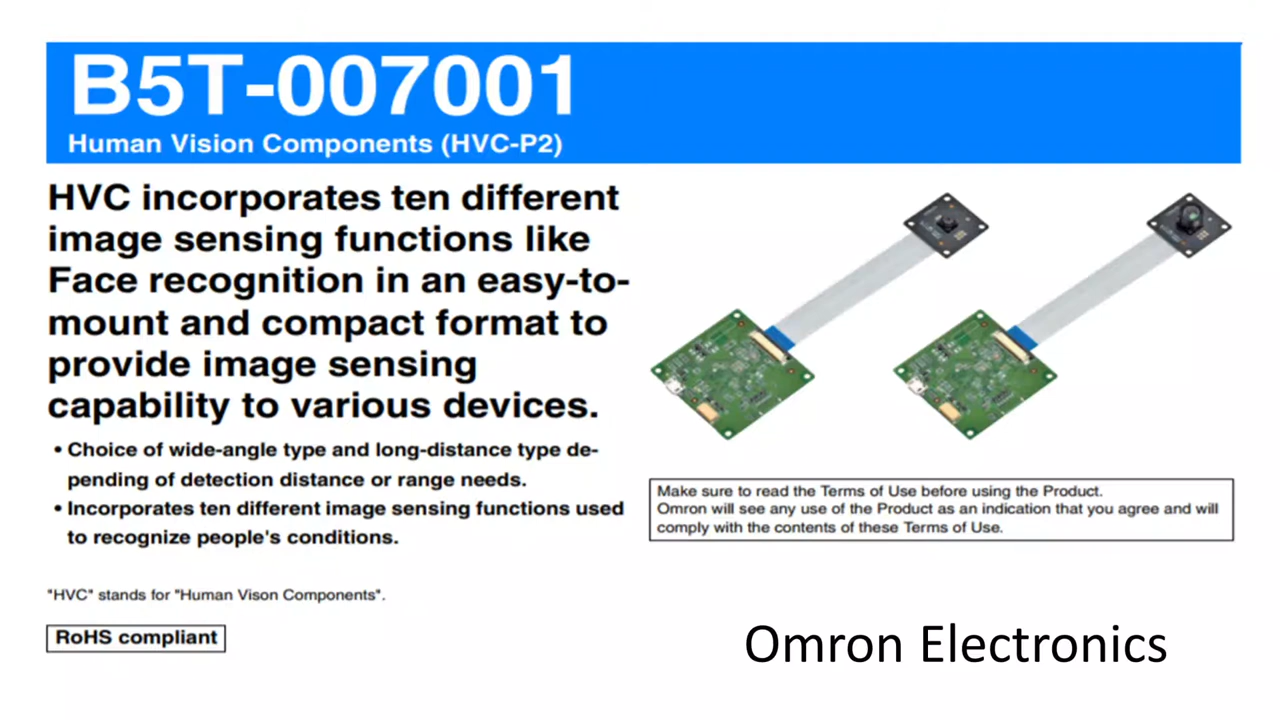 B5T-007001
Human Vision Components (HVC-P2)
HVC incorporates ten different
image sensing functions like
Face recognition in an easy-to-
mount and compact format to
provide image sensing
capability to various devices.
• Choice of wide-angle type and long-distance type de-
pending of detection distance or range needs.
• Incorporates ten different image sensing functions used
to recognize people's conditions.
"HVC" stands for "Human Vison Components".
RoHS compliant
Make sure to read the Terms of Use before using the Product.
Omron will see any use of the Product as an indication that you agree and will
comply with the contents of these Terms of Use.
Omron Electronics